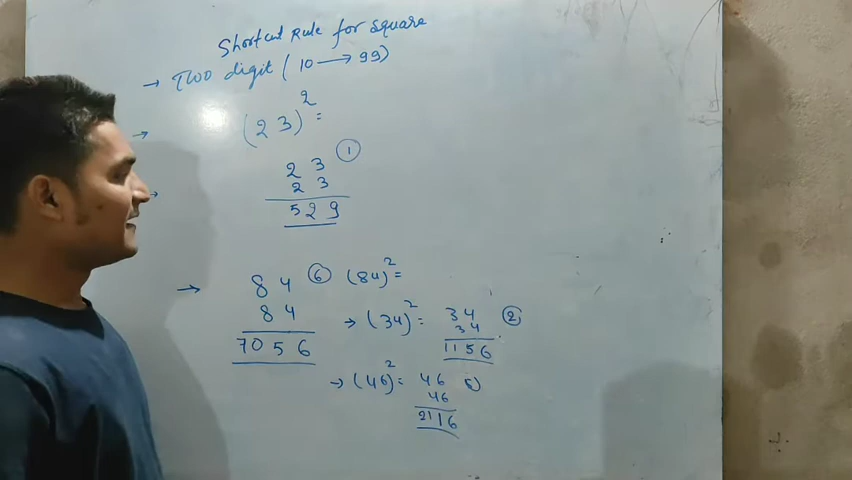 Shortcut Rule for square
→ Two digit (10 → 99)
→ (23)² =
→ 23 ①
23
529
→ 84 ⑥ (84)² =
84
7056
→ (34)² = 34 ②
34
1156
→ (46)² = 46
46
2116